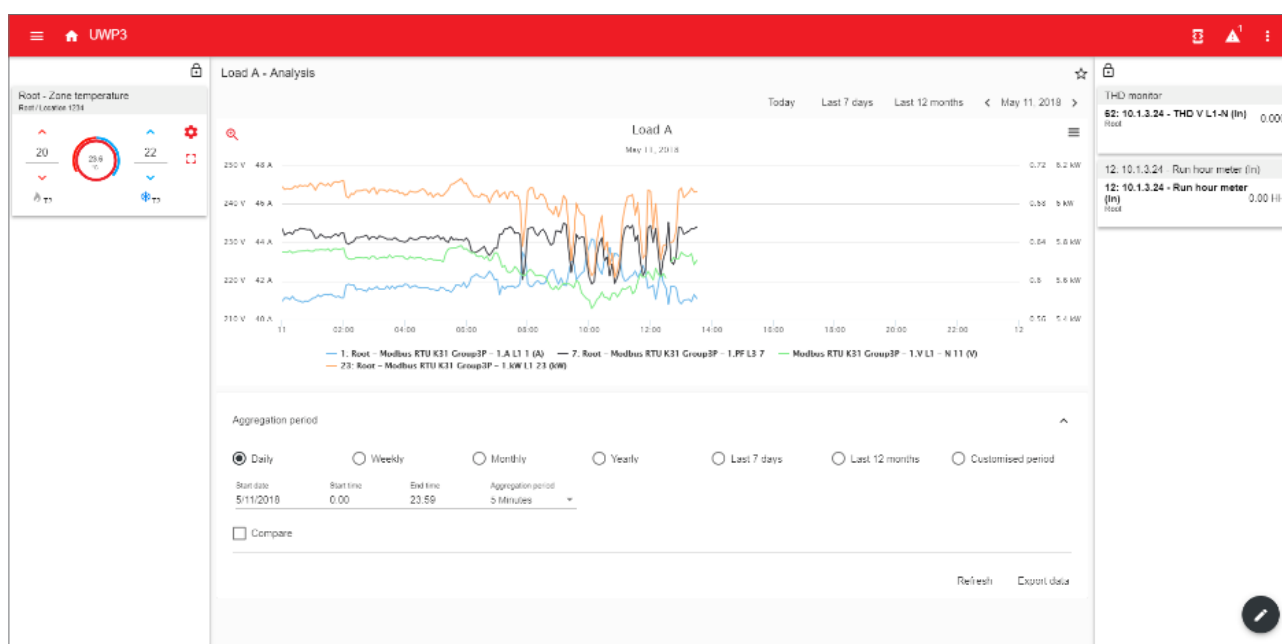 UWP3
1
Root - Zone temperature
Root / Location 1234
20
23.6
22
Load A - Analysis
Today Last 7 days Last 12 months May 11, 2018
Load A
May 11, 2018
250 V 48 A 0.72 6.2 kW
240 V 46 A 0.68 6 kW
230 V 44 A 0.64 5.8 kW
220 V 42 A 0.6 5.6 kW
210 V 40 A 0.56 5.4 kW
11 02:00 04:00 06:00 08:00 10:00 12:00 14:00 16:00 18:00 20:00 22:00 12
1: Root – Modbus RTU K31 Group3P – 1.A L1 1 (A) 7. Root – Modbus RTU K31 Group3P – 1.PF L3 7 Modbus RTU K31 Group3P – 1.V L1 – N 11 (V)
23: Root – Modbus RTU K31 Group3P – 1.kW L1 23 (kW)
Aggregation period
Daily Weekly Monthly Yearly Last 7 days Last 12 months Customised period
Start date Start time End time Aggregation period
5/11/2018 0.00 23.59 5 Minutes
Compare
Refresh Export data
THD monitor
62: 10.1.3.24 - THD V L1-N (In) 0.000
Root
12. 10.1.3.24 - Run hour meter (In)
12: 10.1.3.24 - Run hour meter
(In) 0.00 HH
Root